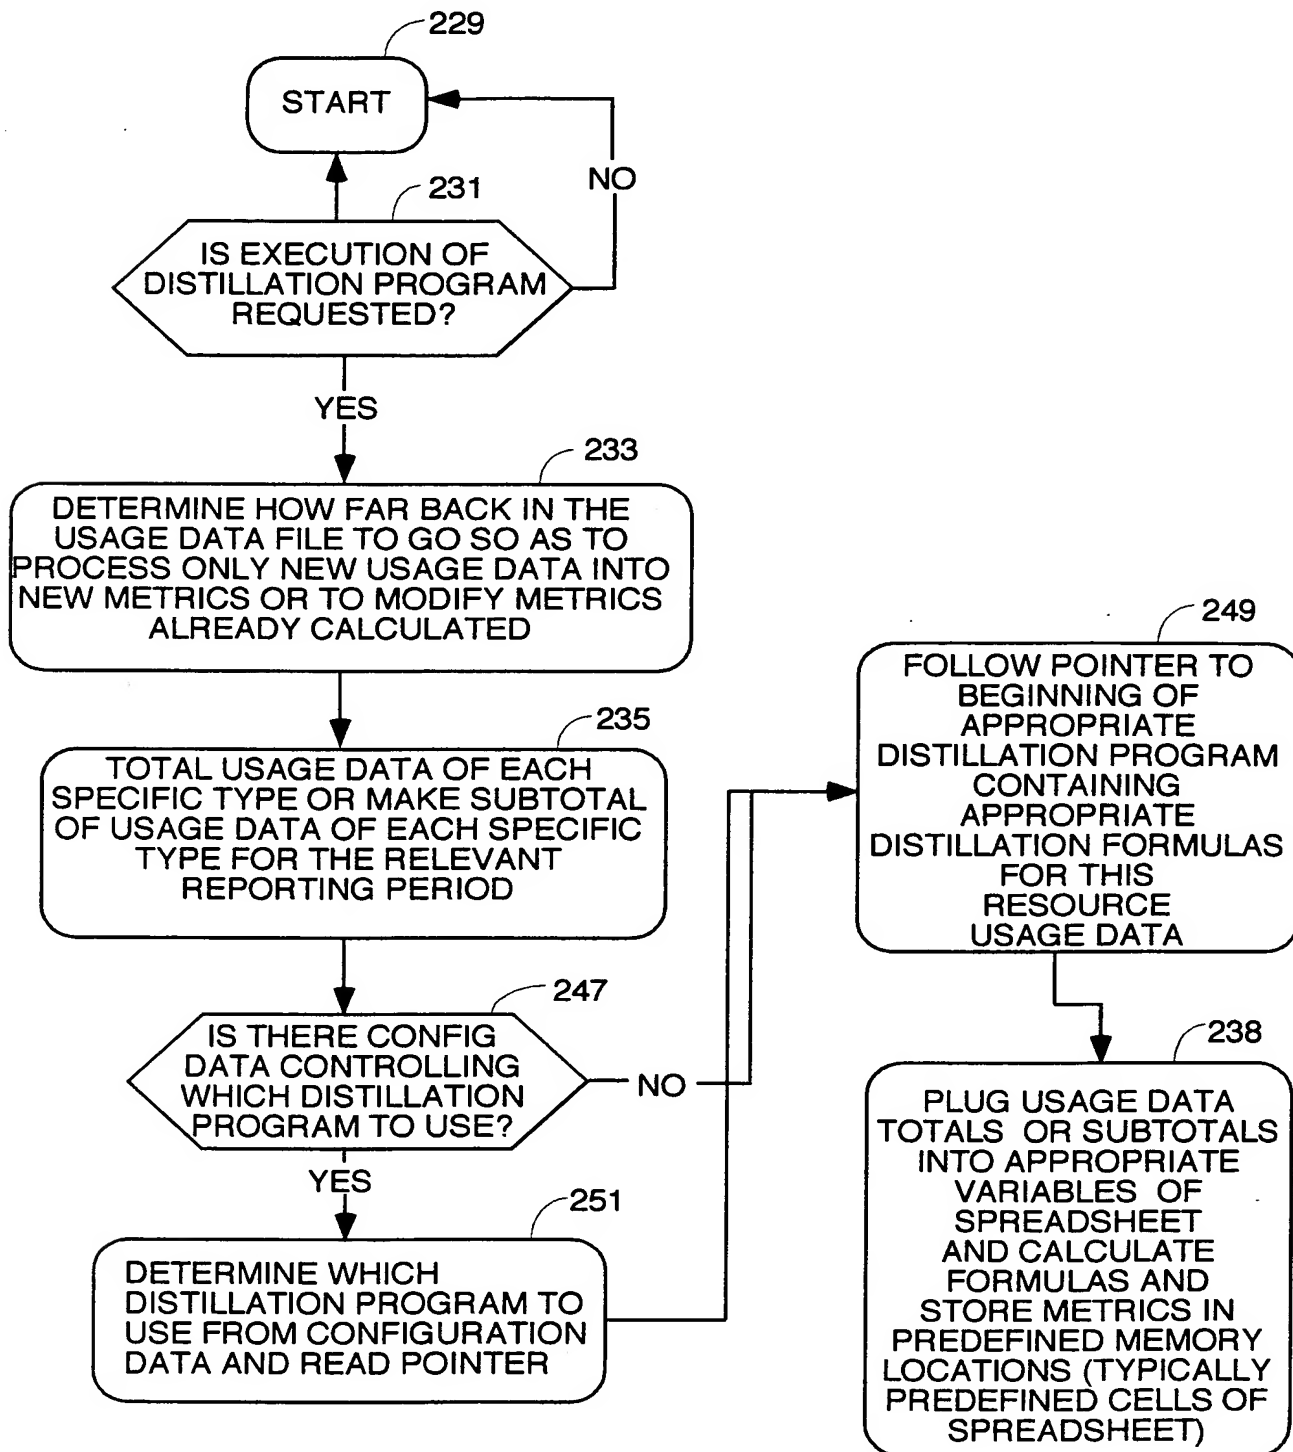 229
START
NO
231
IS EXECUTION OF
DISTILLATION PROGRAM
REQUESTED?
YES
233
DETERMINE HOW FAR BACK IN THE
USAGE DATA FILE TO GO SO AS TO
PROCESS ONLY NEW USAGE DATA INTO
NEW METRICS OR TO MODIFY METRICS
ALREADY CALCULATED
235
TOTAL USAGE DATA OF EACH
SPECIFIC TYPE OR MAKE SUBTOTAL
OF USAGE DATA OF EACH SPECIFIC
TYPE FOR THE RELEVANT
REPORTING PERIOD
247
IS THERE CONFIG
DATA CONTROLLING
WHICH DISTILLATION
PROGRAM TO USE?
NO
YES
251
DETERMINE WHICH
DISTILLATION PROGRAM TO
USE FROM CONFIGURATION
DATA AND READ POINTER
249
FOLLOW POINTER TO
BEGINNING OF
APPROPRIATE
DISTILLATION PROGRAM
CONTAINING
APPROPRIATE
DISTILLATION FORMULAS
FOR THIS
RESOURCE
USAGE DATA
238
PLUG USAGE DATA
TOTALS OR SUBTOTALS
INTO APPROPRIATE
VARIABLES OF
SPREADSHEET
AND CALCULATE
FORMULAS AND
STORE METRICS IN
PREDEFINED MEMORY
LOCATIONS (TYPICALLY
PREDEFINED CELLS OF
SPREADSHEET)